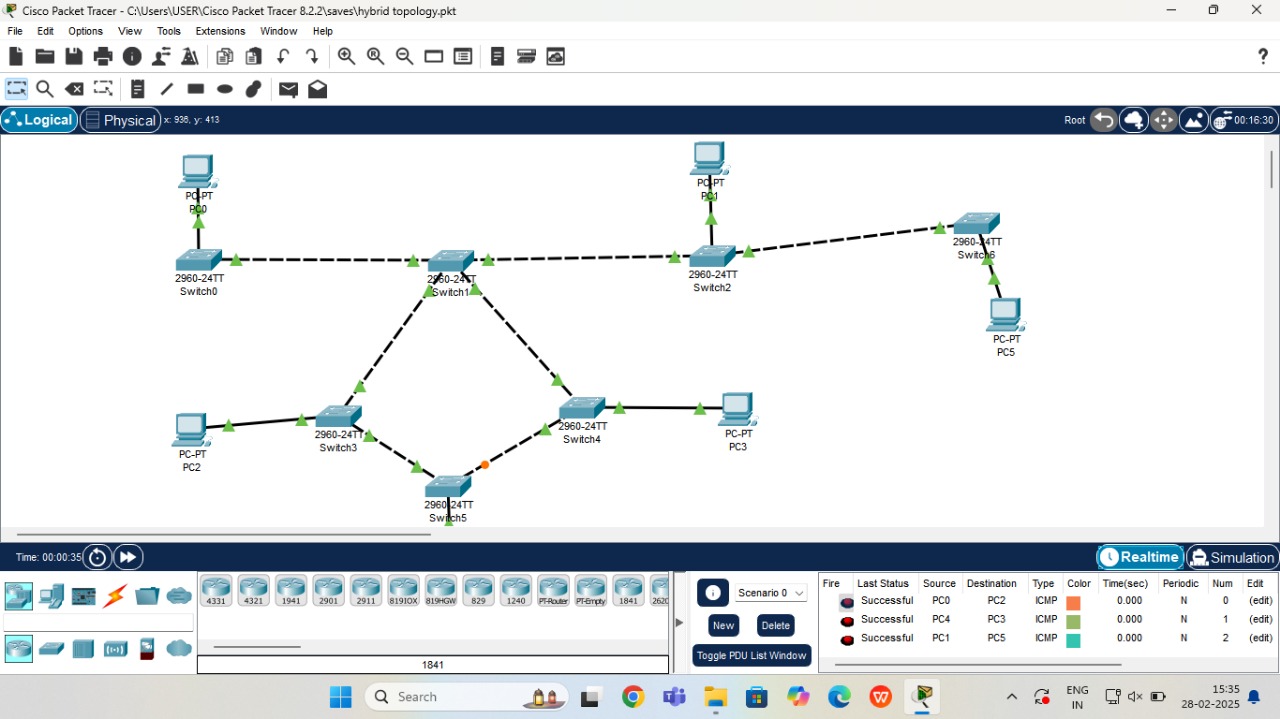 Cisco Packet Tracer - C:\Users\USER\Cisco Packet Tracer 8.2.2\saves\hybrid topology.pkt
File Edit Options View Tools Extensions Window Help
Logical Physical x: 936, y: 413 Root 00:16:30
PC-PT
PC0
2960-24TT
Switch0
2960-24TT
Switch1
PC-PT
PC1
2960-24TT
Switch2
2960-24TT
Switch6
PC-PT
PC5
PC-PT
PC2
2960-24TT
Switch3
2960-24TT
Switch4
PC-PT
PC3
2960-24TT
Switch5
Time: 00:00:35 Realtime Simulation
4331 4321 1941 2901 2911 819IOX 819HGW 829 1240 PT-Router PT-Empty 1841 2620
1841
Scenario 0
New Delete
Toggle PDU List Window
Fire Last Status Source Destination Type Color Time(sec) Periodic Num Edit
Successful PC0 PC2 ICMP 0.000 N 0 (edit)
Successful PC4 PC3 ICMP 0.000 N 1 (edit)
Successful PC1 PC5 ICMP 0.000 N 2 (edit)
Search
ENG
IN
15:35
28-02-2025